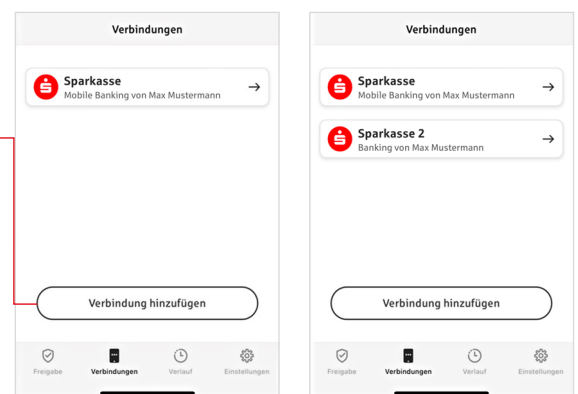 Verbindungen
Sparkasse
Mobile Banking von Max Mustermann
Verbindung hinzufügen
Freigabe Verbindungen Verlauf Einstellungen
Verbindungen
Sparkasse
Mobile Banking von Max Mustermann
Sparkasse 2
Banking von Max Mustermann
Verbindung hinzufügen
Freigabe Verbindungen Verlauf Einstellungen